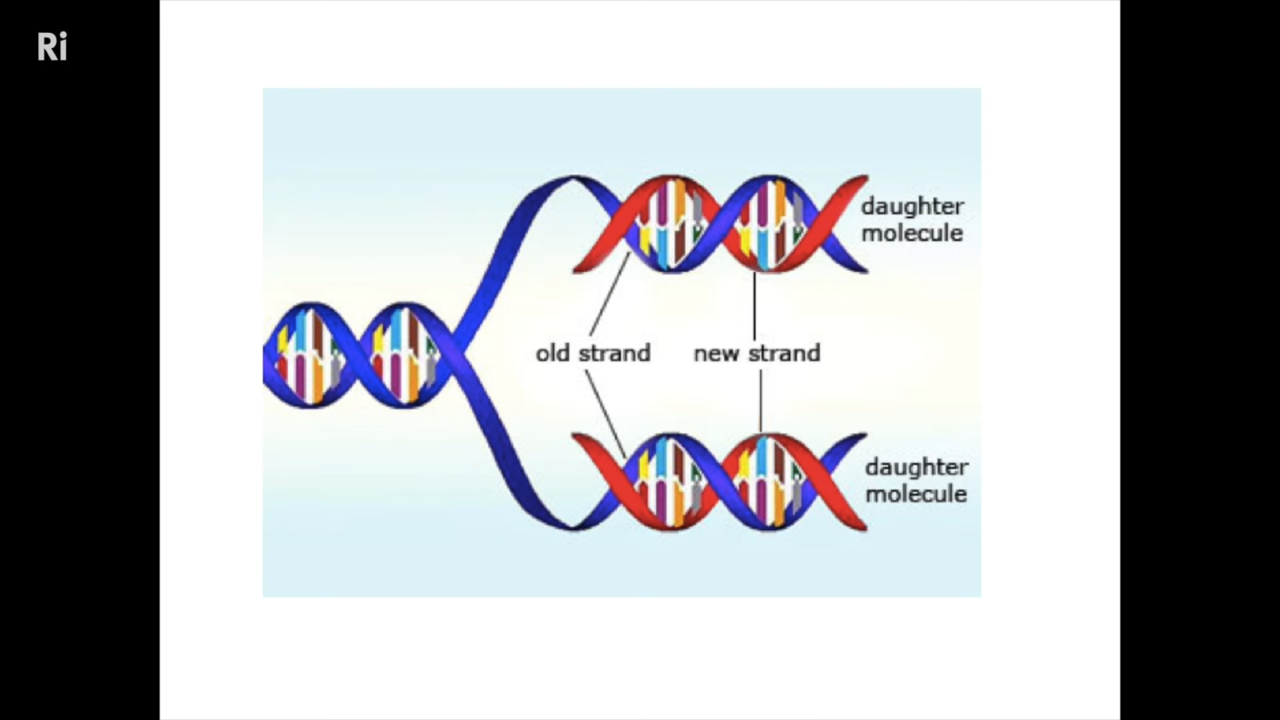 Ri
daughter
molecule
old strand new strand
daughter
molecule